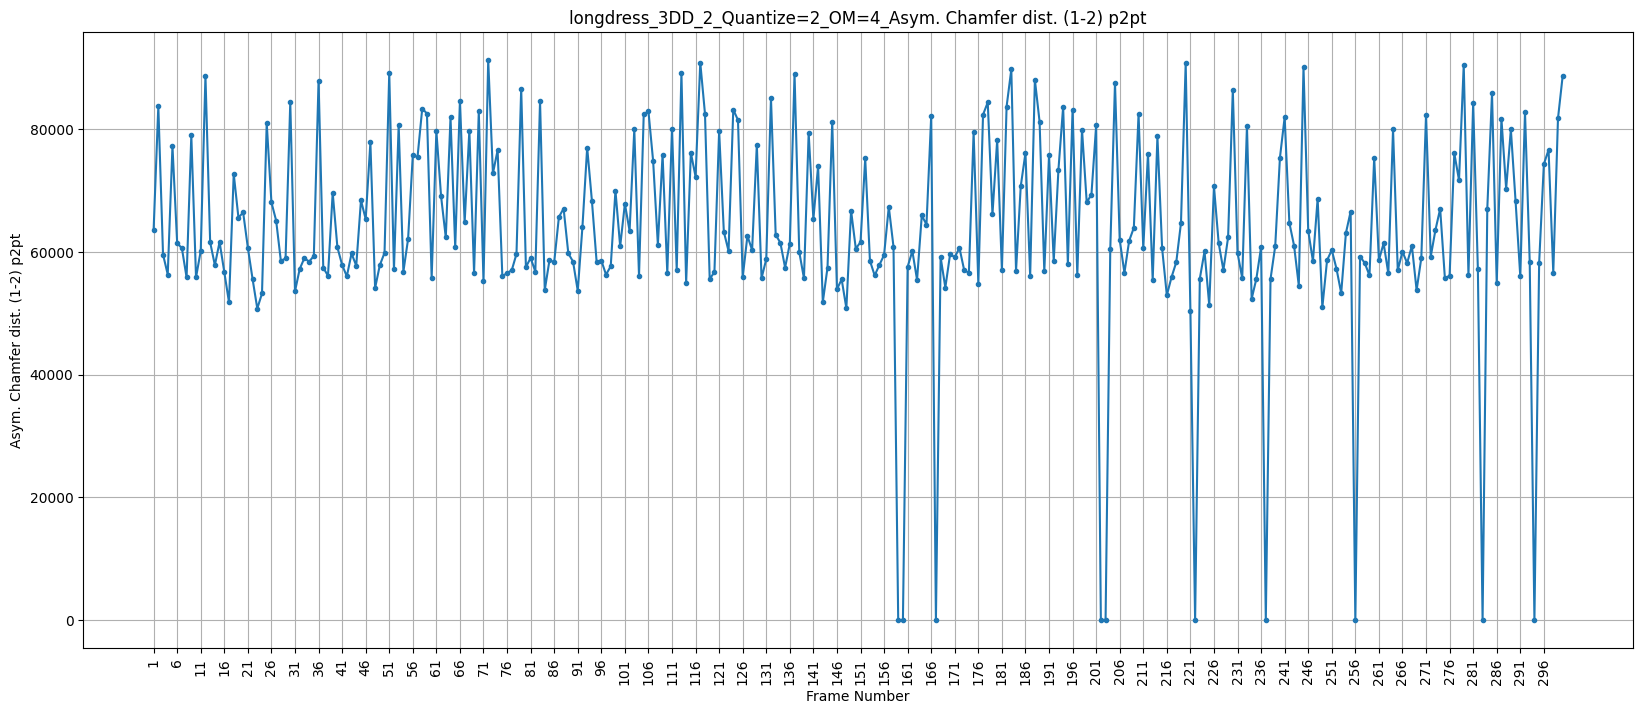 longdress_3DD_2_Quantize=2_OM=4_Asym. Chamfer dist. (1-2) p2pt
Asym. Chamfer dist. (1-2) p2pt
80000
60000
40000
20000
0
1 6 11 16 21 26 31 36 41 46 51 56 61 66 71 76 81 86 91 96 101 106 111 116 121 126 131 136 141 146 151 156 161 166 171 176 181 186 191 196 201 206 211 216 221 226 231 236 241 246 251 256 261 266 271 276 281 286 291 296
Frame Number